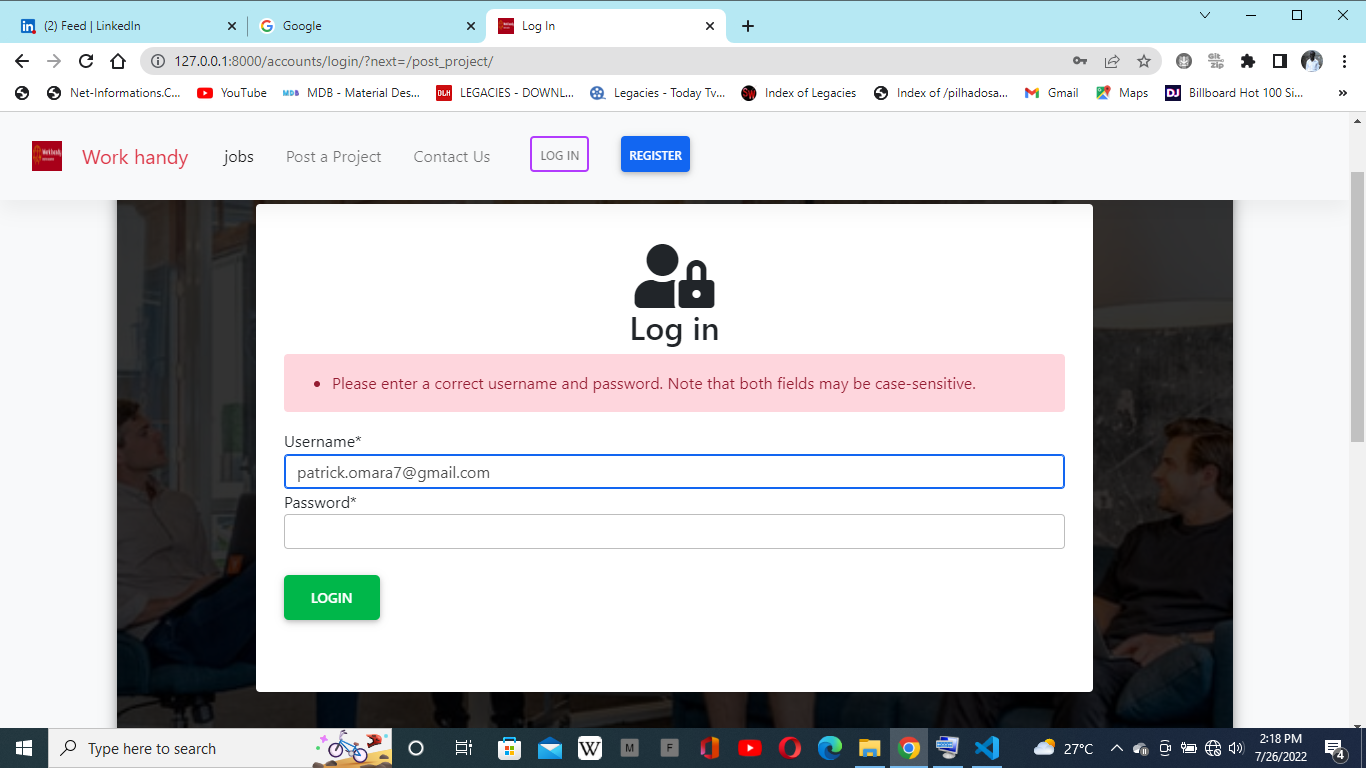 (2) Feed | LinkedIn
Google
Log In
127.0.0.1:8000/accounts/login/?next=/post_project/
Git
zip
Net-Informations.C...
YouTube
MDB - Material Des...
DLH
LEGACIES - DOWNL...
Legacies - Today Tv...
Index of Legacies
Index of /pilhadosa...
Gmail
Maps
DJ
Billboard Hot 100 Si...
»
Work handy
jobs
Post a Project
Contact Us
LOG IN
REGISTER
Log in
Please enter a correct username and password. Note that both fields may be case-sensitive.
Username*
patrick.omara7@gmail.com
Password*
LOGIN
Type here to search
W
M
F
27°C
2:18 PM
7/26/2022
4